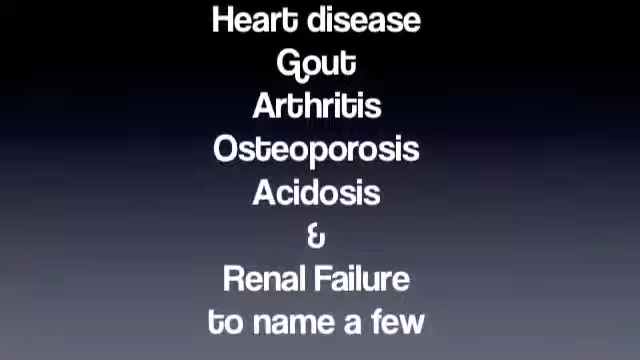 Heart disease
Gout
Arthritis
Osteoporosis
Acidosis
&
Renal Failure
to name a few